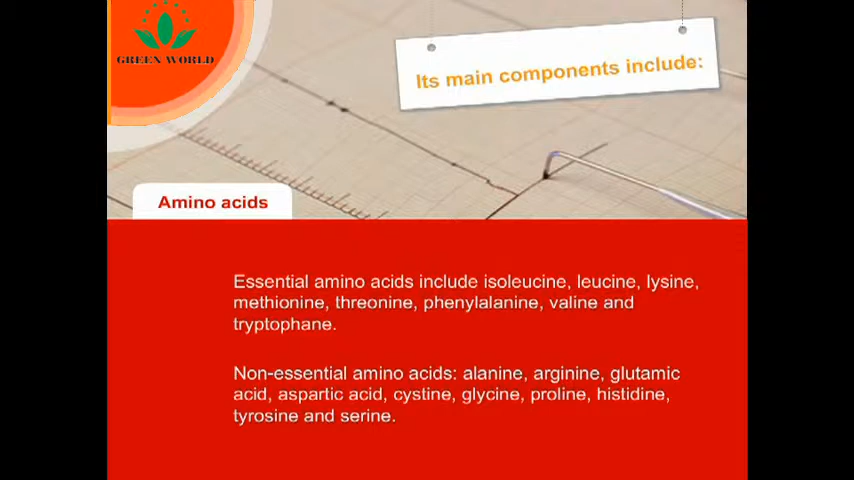 GREEN WORLD
Its main components include:
Amino acids
Essential amino acids include isoleucine, leucine, lysine,
methionine, threonine, phenylalanine, valine and
tryptophane.
Non-essential amino acids: alanine, arginine, glutamic
acid, aspartic acid, cystine, glycine, proline, histidine,
tyrosine and serine.